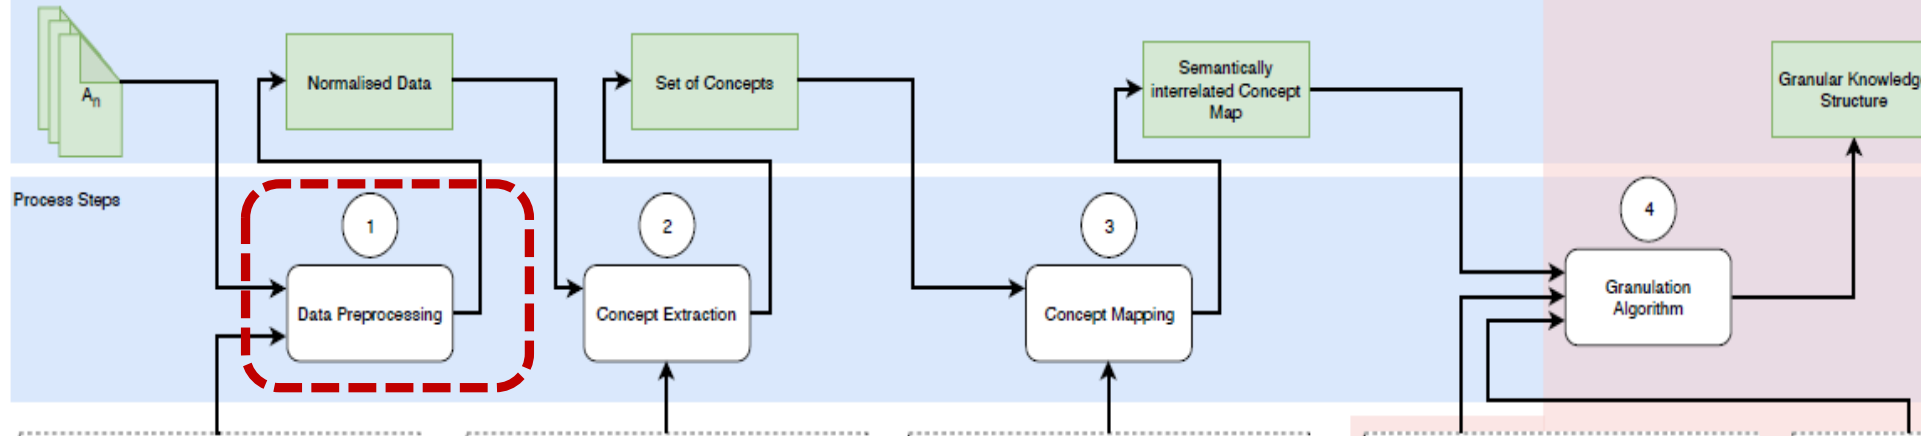 An
Normalised Data
Set of Concepts
Semantically
interrelated Concept
Map
Granular Knowledg
Structure
Process Steps
1
2
3
4
Data Preprocessing
Concept Extraction
Concept Mapping
Granulation
Algorithm